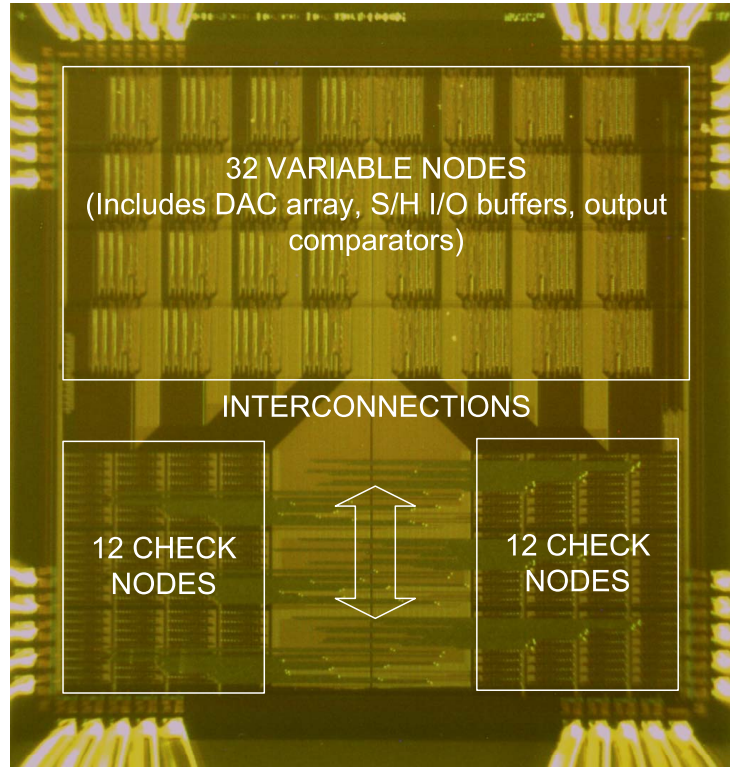 32 VARIABLE NODES
(Includes DAC array, S/H I/O buffers, output
comparators)
INTERCONNECTIONS
12 CHECK
NODES
12 CHECK
NODES